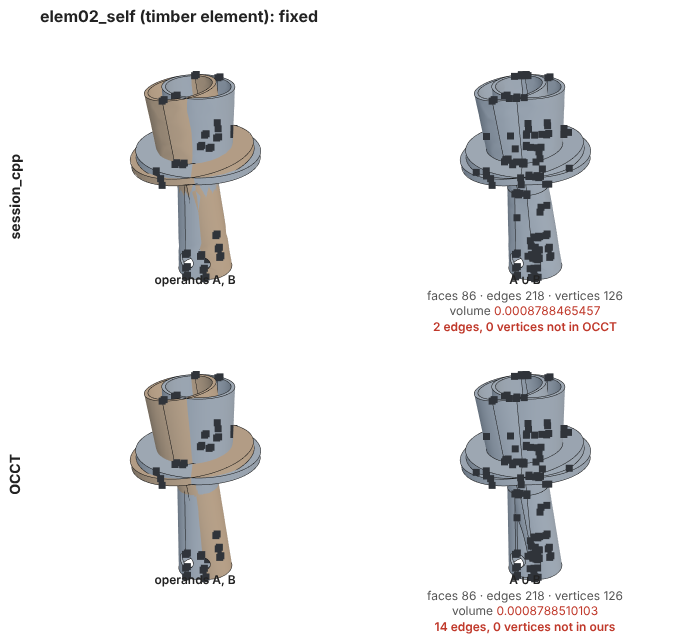 elem02_self (timber element): fixed
session_cpp
operands A, B
A ∪ B
faces 86 · edges 218 · vertices 126
volume 0.0008788465457
2 edges, 0 vertices not in OCCT
OCCT
operands A, B
A ∪ B
faces 86 · edges 218 · vertices 126
volume 0.0008788510103
14 edges, 0 vertices not in ours